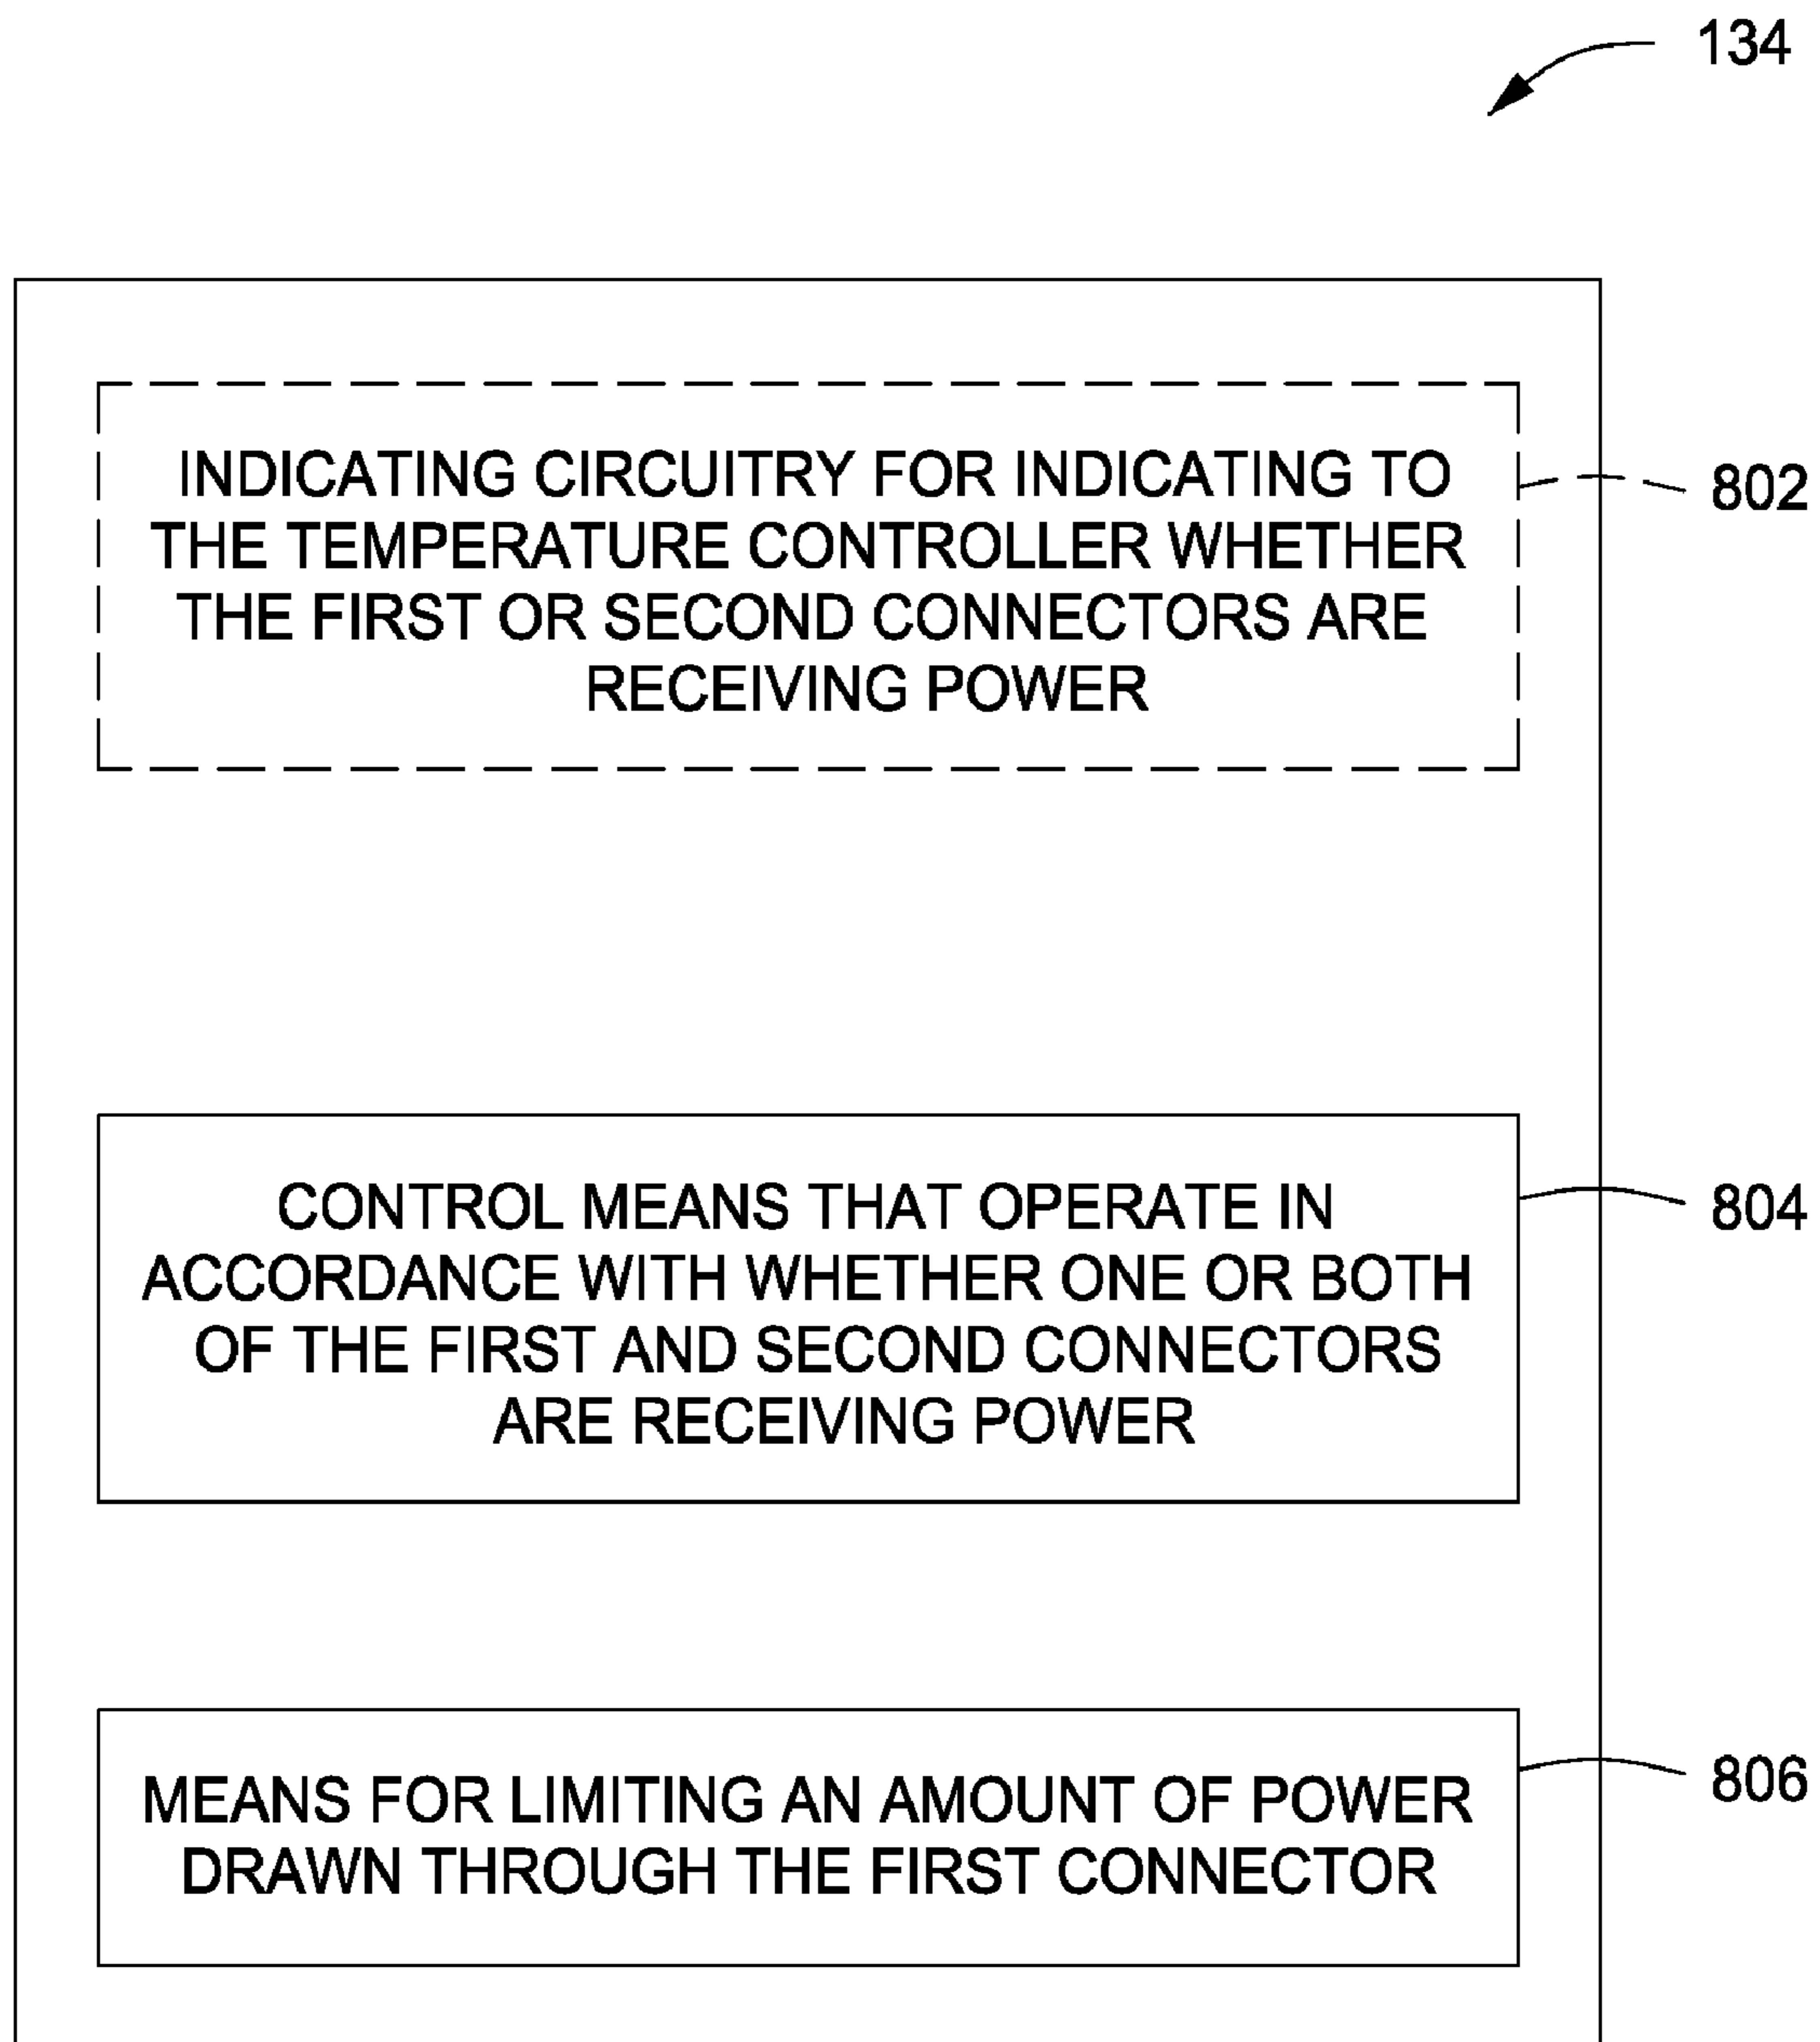 134
INDICATING CIRCUITRY FOR INDICATING TO
THE TEMPERATURE CONTROLLER WHETHER
THE FIRST OR SECOND CONNECTORS ARE
RECEIVING POWER
802
CONTROL MEANS THAT OPERATE IN
ACCORDANCE WITH WHETHER ONE OR BOTH
OF THE FIRST AND SECOND CONNECTORS
ARE RECEIVING POWER
804
MEANS FOR LIMITING AN AMOUNT OF POWER
DRAWN THROUGH THE FIRST CONNECTOR
806